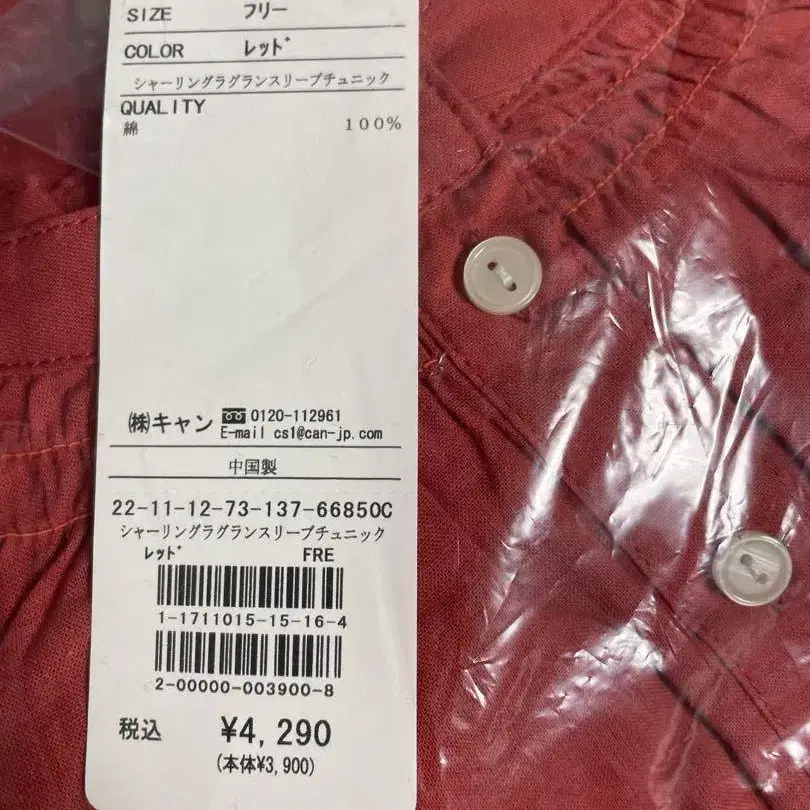 SIZE フリー
COLOR レッド
シャーリングラグランスリーブチュニック
QUALITY
綿 100%
㈱キャン 0120-112961
E-mail cs1@can-jp.com
中国製
22-11-12-73-137-66850C
シャーリングラグランスリーブチュニック
レッド FRE
1-1711015-15-16-4
2-00000-003900-8
税込 ¥4,290
(本体¥3,900)